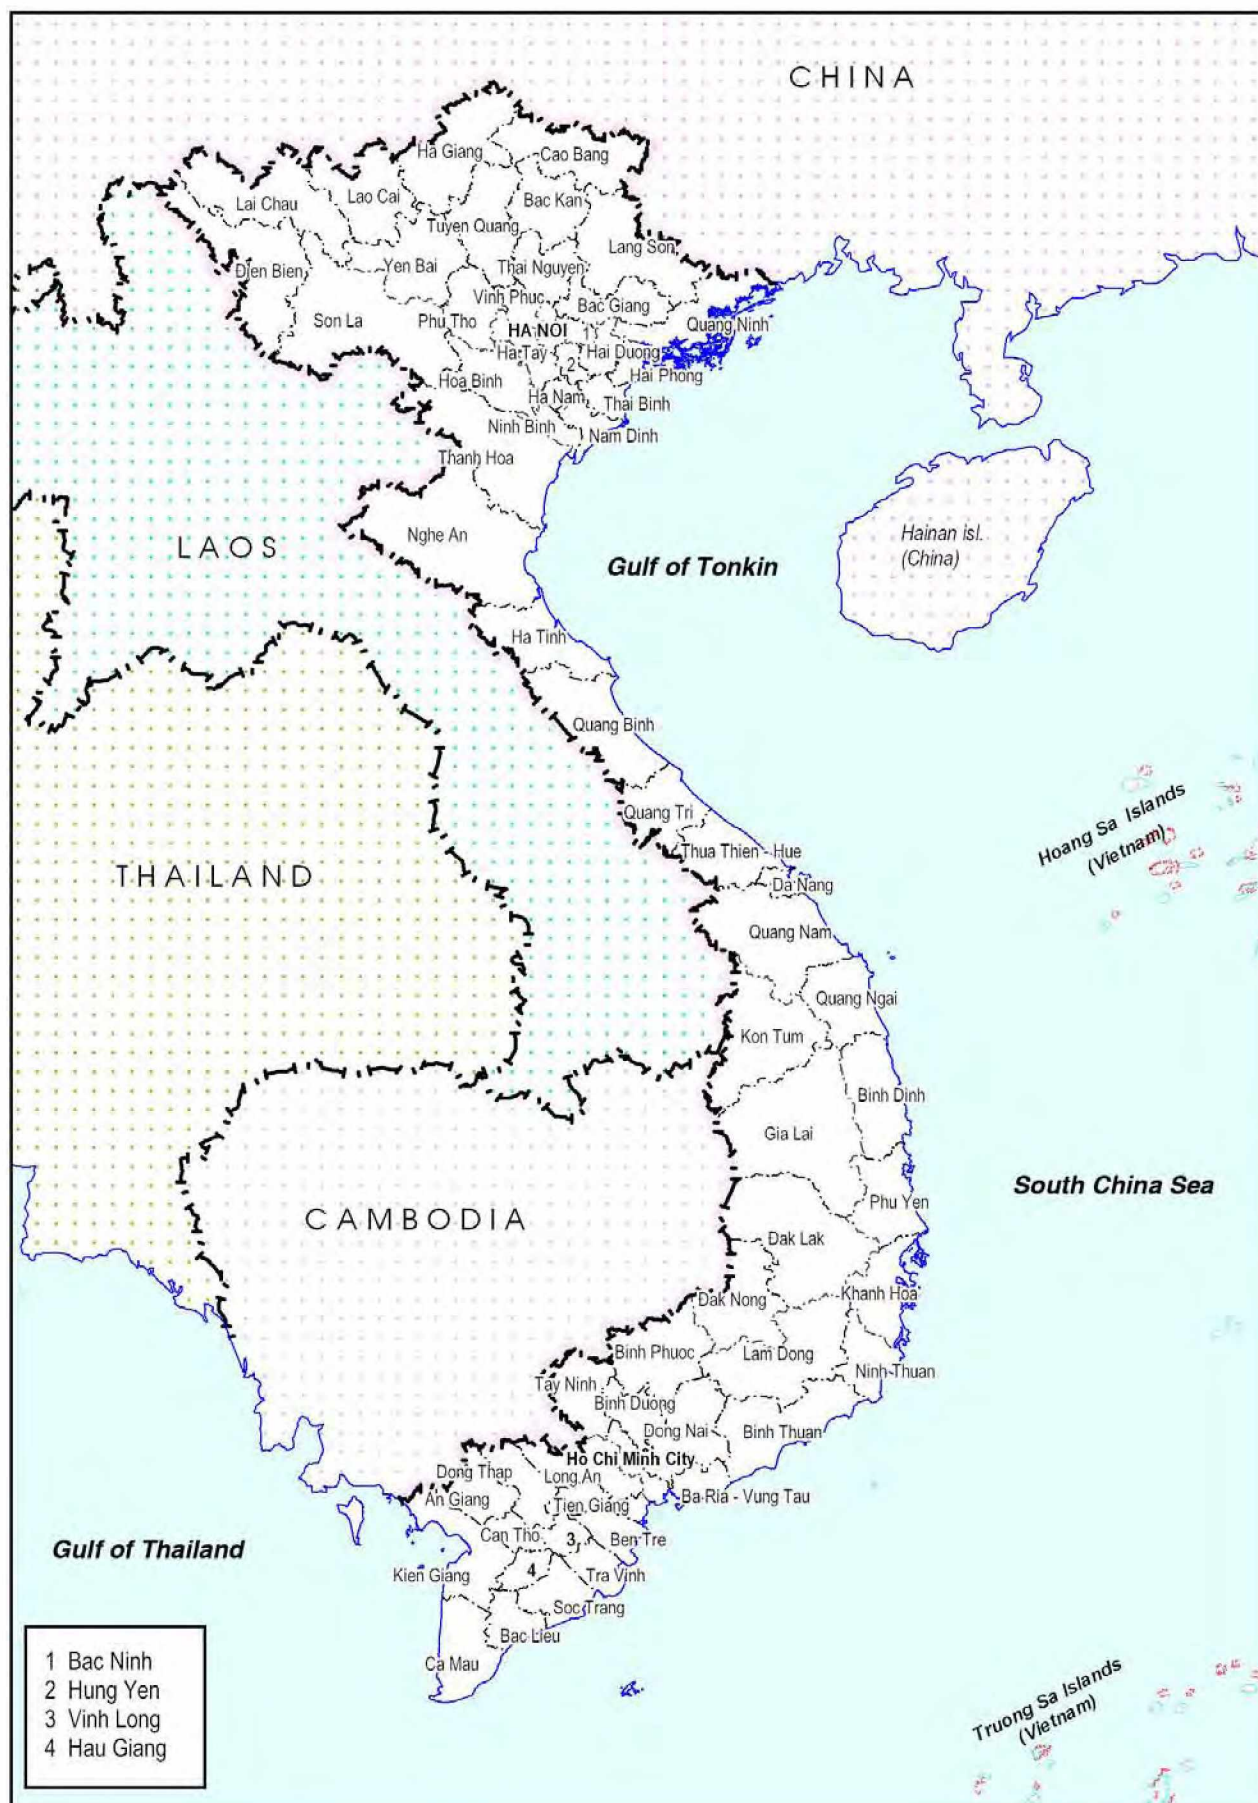 CHINA
Ha Giang
Cao Bang
Lai Chau
Lao Cai
Bac Kan
Tuyen Quang
Lang Son
Đien Bien
Yen Bai
Thai Nguyen
Vinh Phuc
Bac Giang
Son La
Phu Tho
HA NOI
1
Quang Ninh
Ha Tay
Hai Duong
2
Hoa Binh
Hai Phong
Ha Nam
Thai Binh
Ninh Binh
Nam Dinh
Thanh Hoa
Nghe An
LAOS
Hainan isl.
(China)
Gulf of Tonkin
Ha Tinh
Quang Binh
Hoang Sa Islands
(Vietnam)
Quang Tri
Thua Thien - Hue
THAILAND
Da Nang
Quang Nam
Quang Ngai
Kon Tum
Binh Dinh
Gia Lai
South China Sea
Phu Yen
CAMBODIA
Đak Lak
Đak Nong
Khanh Hoa
Binh Phuoc
Lam Dong
Ninh Thuan
Tay Ninh
Binh Duong
Dong Nai
Binh Thuan
Ho Chi Minh City
Dong Thap
Long An
An Giang
Tien Giang
Ba Ria - Vung Tau
Can Tho
3
Ben Tre
Gulf of Thailand
Kien Giang
4
Tra Vinh
Soc Trang
Bac Lieu
Ca Mau
Truong Sa Islands
(Vietnam)
1 Bac Ninh
2 Hung Yen
3 Vinh Long
4 Hau Giang